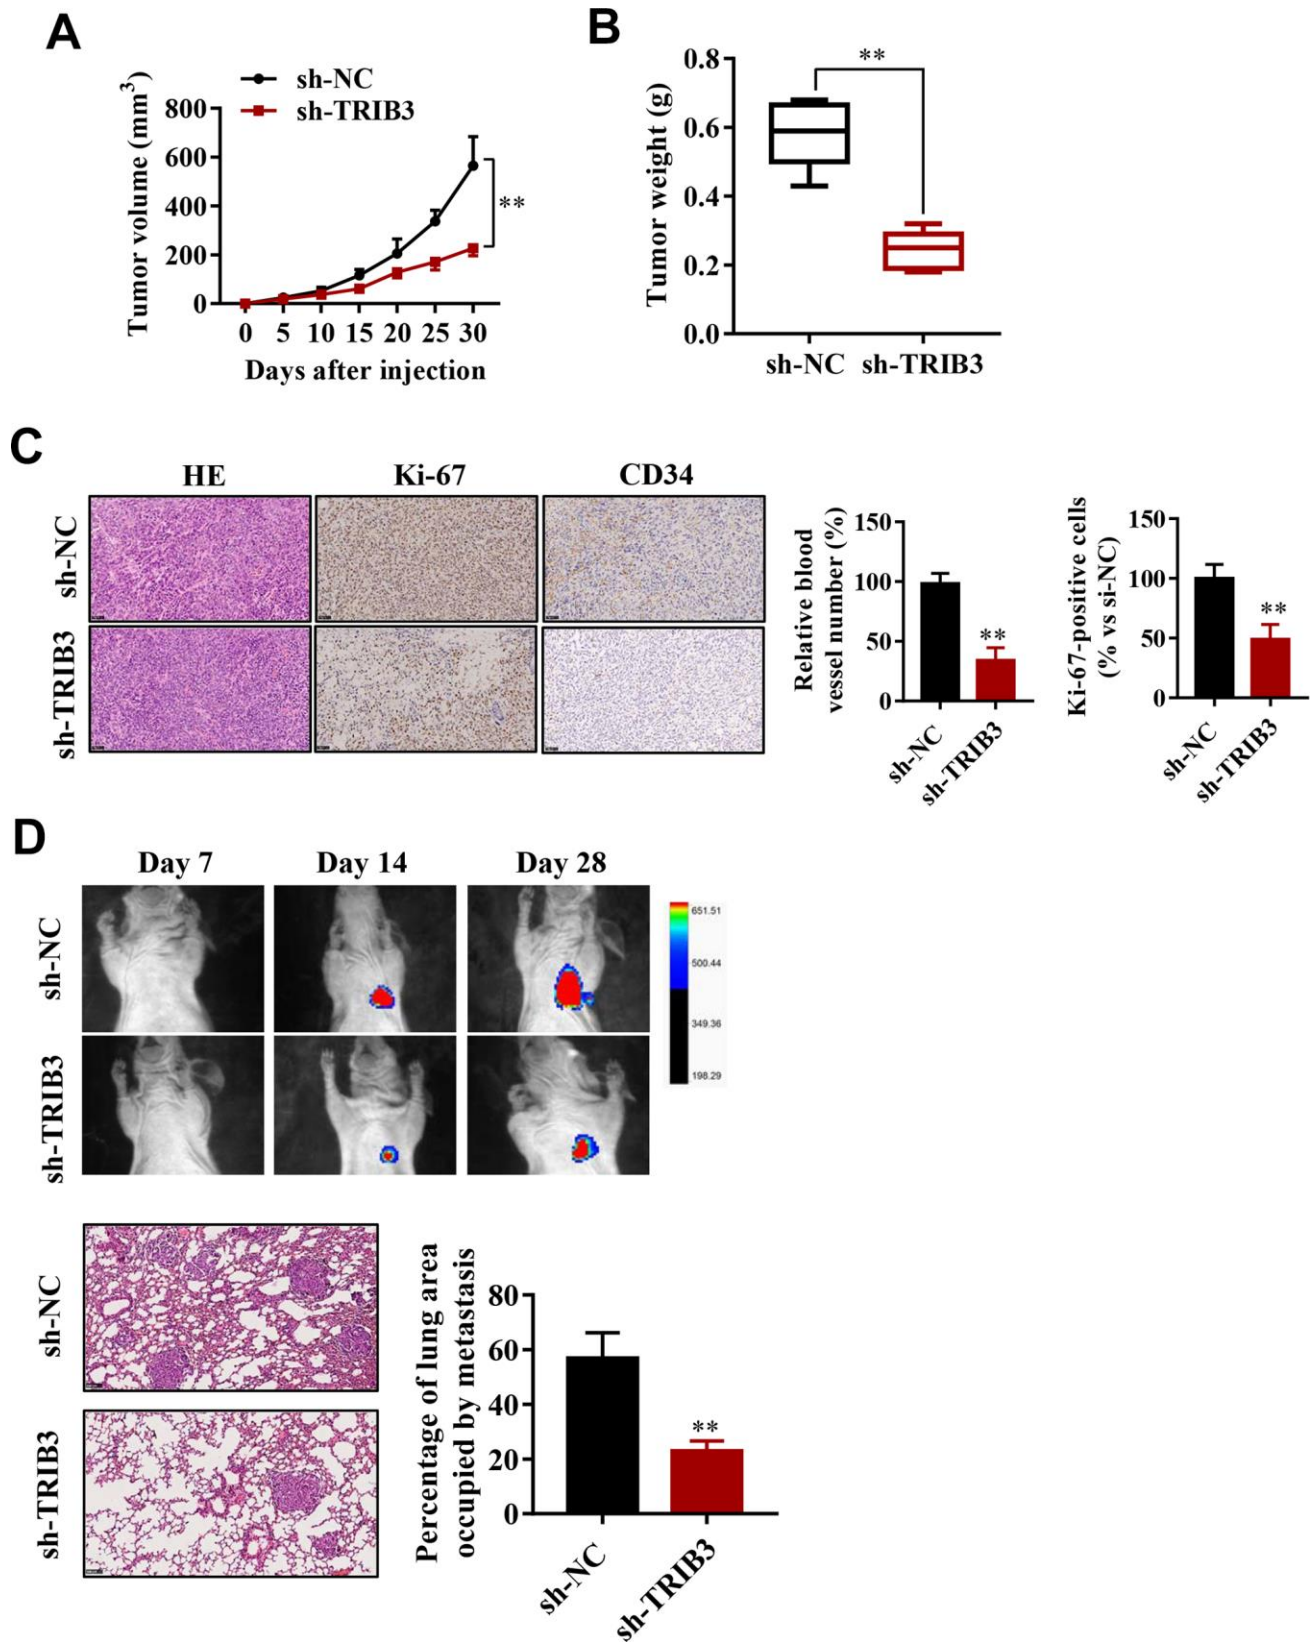 A
sh-NC
sh-TRIB3
Tumor volume (mm3)
800
600
400
200
0
**
0 5 10 15 20 25 30
Days after injection
B
Tumor weight (g)
0.8
0.6
0.4
0.2
0.0
**
sh-NC sh-TRIB3
C
HE Ki-67 CD34
sh-NC
sh-TRIB3
Relative blood
vessel number (%)
150
100
50
0
**
sh-NC
sh-TRIB3
Ki-67-positive cells
(% vs si-NC)
150
100
50
0
**
sh-NC
sh-TRIB3
D
Day 7 Day 14 Day 28
sh-NC
sh-TRIB3
651.51
500.44
349.36
198.29
sh-NC
sh-TRIB3
Percentage of lung area
occupied by metastasis
80
60
40
20
0
**
sh-NC
sh-TRIB3